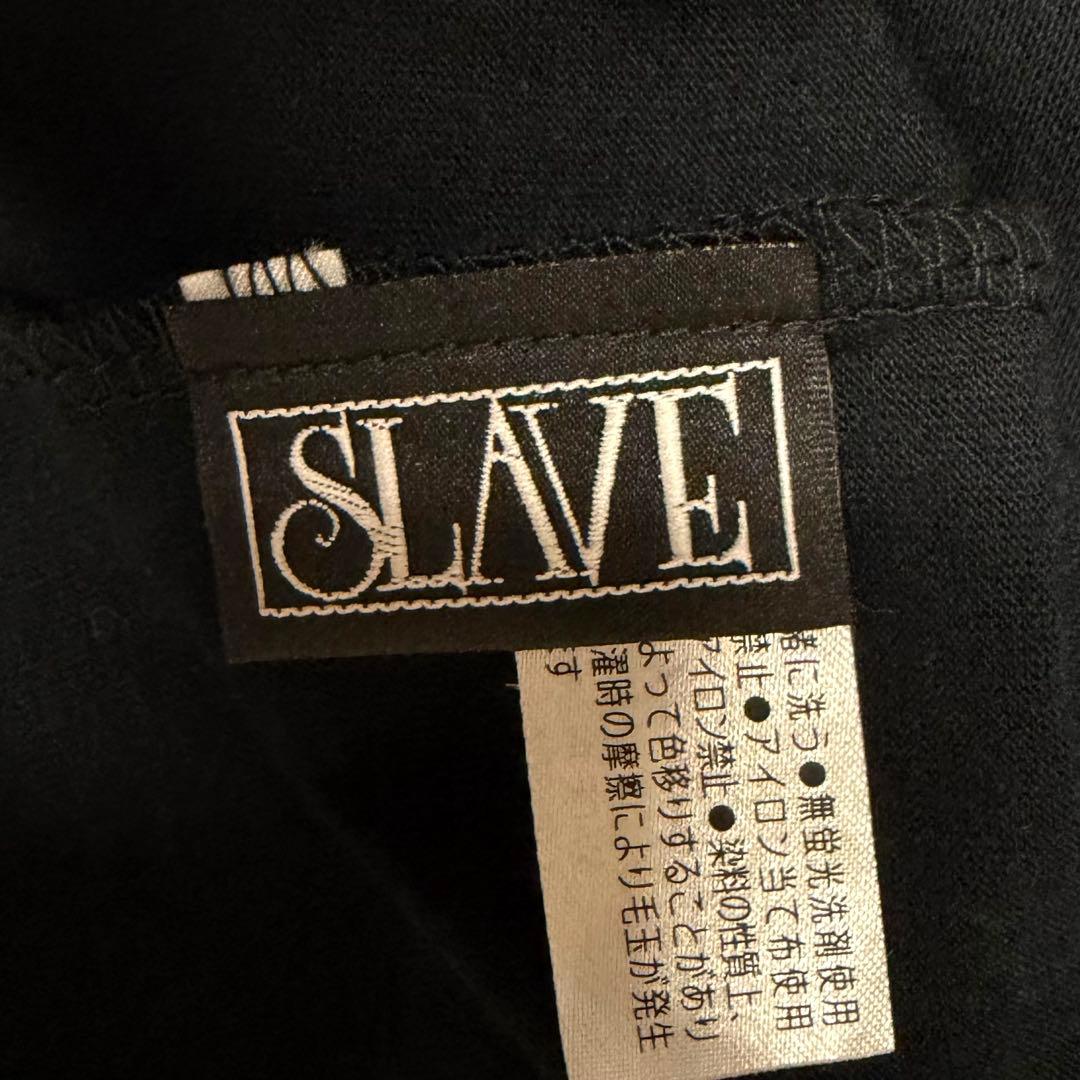 SLAVE
緒に洗う●無蛍光洗剤使用
禁止●アイロン当て布使用
アイロン禁止●染料の性質上、
よって色移りすることがあり
濯時の摩擦により毛玉が発生
ます